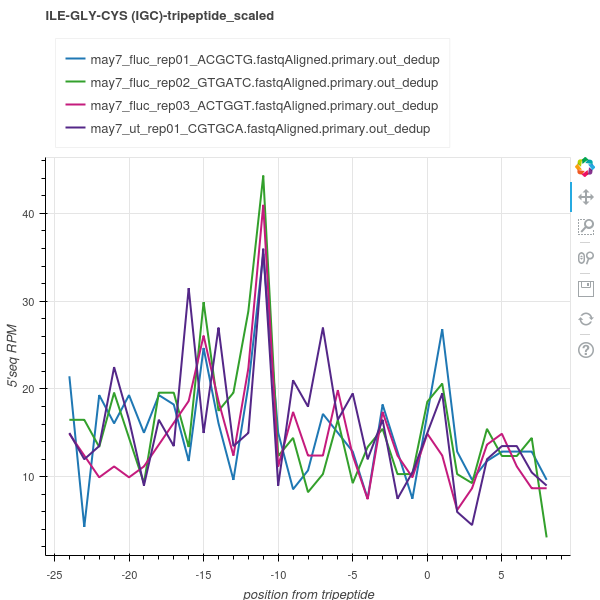 ILE-GLY-CYS (IGC)-tripeptide_scaled
may7_fluc_rep01_ACGCTG.fastqAligned.primary.out_dedup
may7_fluc_rep02_GTGATC.fastqAligned.primary.out_dedup
may7_fluc_rep03_ACTGGT.fastqAligned.primary.out_dedup
may7_ut_rep01_CGTGCA.fastqAligned.primary.out_dedup
40
30
20
10
5'seq RPM
-25 -20 -15 -10 -5 0 5
position from tripeptide